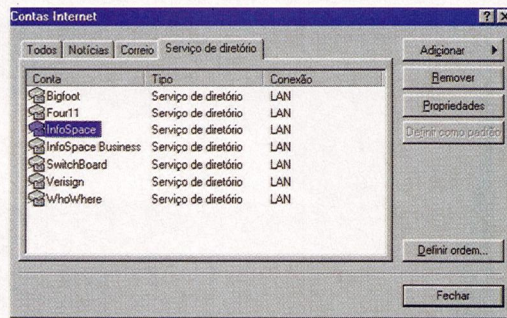 Contas Internet
Todos Notícias Correio Serviço de diretório
Conta Tipo Conexão
Bigfoot Serviço de diretório LAN
Four11 Serviço de diretório LAN
InfoSpace Serviço de diretório LAN
InfoSpace Business Serviço de diretório LAN
SwitchBoard Serviço de diretório LAN
Verisign Serviço de diretório LAN
WhoWhere Serviço de diretório LAN
Adicionar
Remover
Propriedades
Definir como padrão
Definir ordem...
Fechar